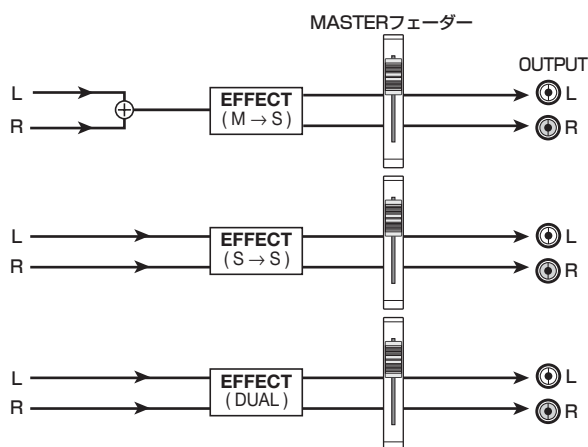 MASTERフェーダー
OUTPUT
L
R
EFFECT
( M → S )
L
R
L
R
EFFECT
( S → S )
L
R
L
R
EFFECT
( DUAL )
L
R